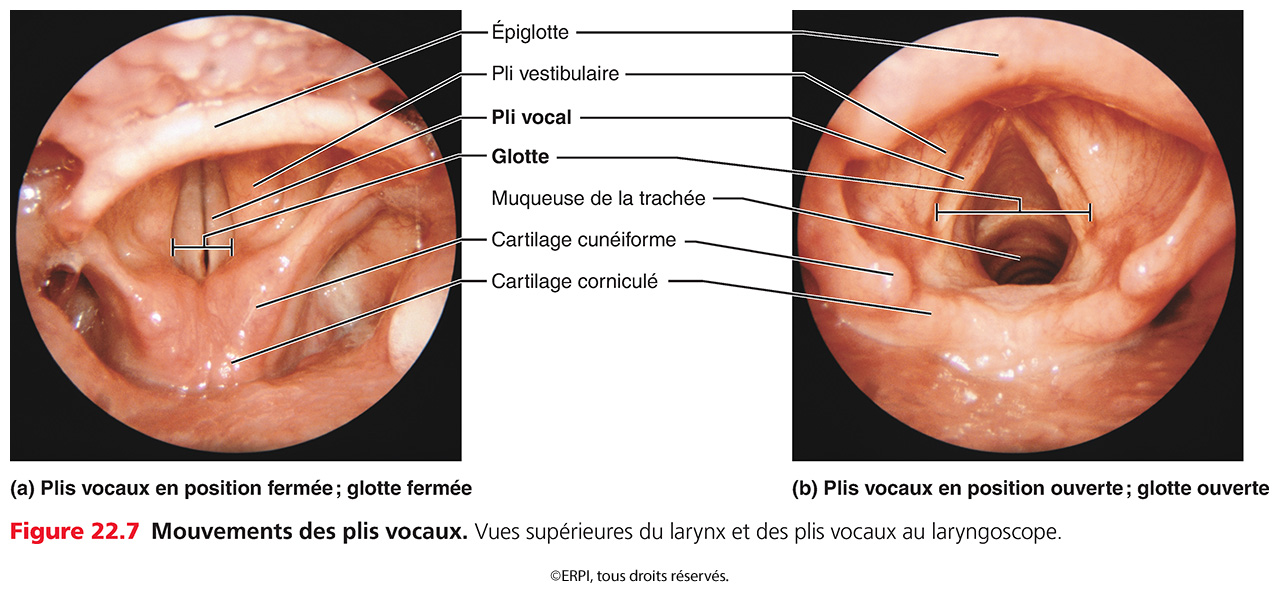 Épiglotte
Pli vestibulaire
Pli vocal
Glotte
Muqueuse de la trachée
Cartilage cunéiforme
Cartilage corniculé
(a) Plis vocaux en position fermée ; glotte fermée
(b) Plis vocaux en position ouverte ; glotte ouverte
Figure 22.7 Mouvements des plis vocaux. Vues supérieures du larynx et des plis vocaux au laryngoscope.
©ERPI, tous droits réservés.